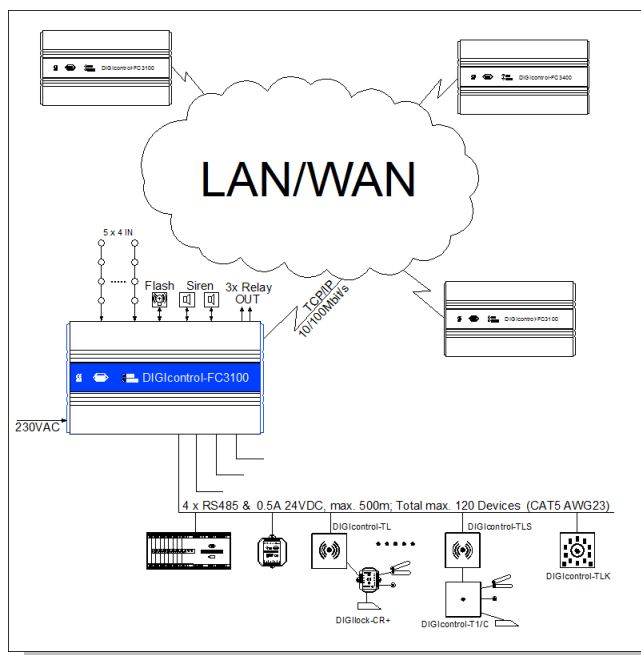 DIGIcontrol-FC3100
DIGIcontrol-FC3400
LAN/WAN
5 x 4 IN
Flash
Siren
3x Relay
OUT
TCP/IP
10/100Mbit/s
DIGIcontrol-FC3100
DIGIcontrol-FC3100
230VAC
4 x RS485 & 0.5A 24VDC, max. 500m; Total max. 120 Devices (CAT5 AWG23)
DIGIcontrol-TL
DIGIcontrol-TLS
DIGIcontrol-TLK
DIGIlock-CR+
DIGIcontrol-T1/C